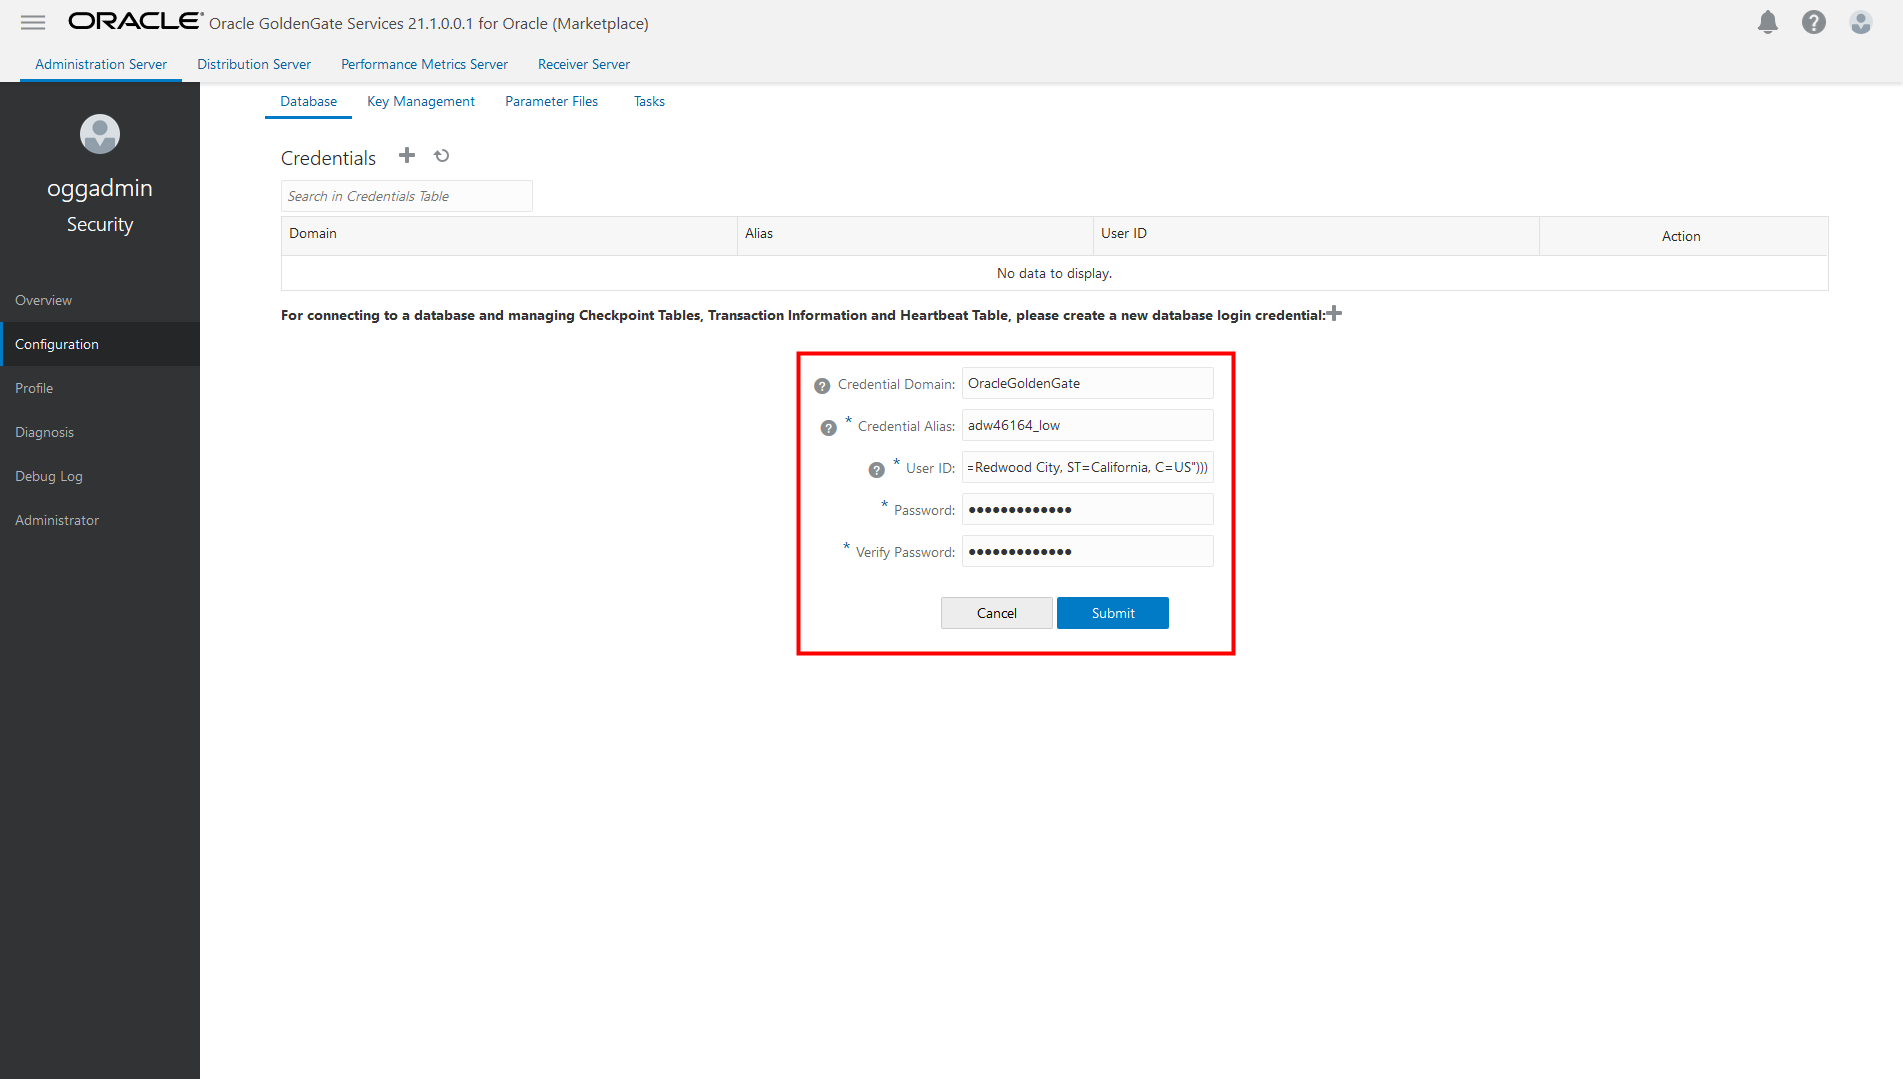 ORACLE Oracle GoldenGate Services 21.1.0.0.1 for Oracle (Marketplace)
Administration Server Distribution Server Performance Metrics Server Receiver Server
Database Key Management Parameter Files Tasks
oggadmin
Security
Overview
Configuration
Profile
Diagnosis
Debug Log
Administrator
Credentials
Search in Credentials Table
Domain Alias User ID Action
No data to display.
For connecting to a database and managing Checkpoint Tables, Transaction Information and Heartbeat Table, please create a new database login credential:
Credential Domain: OracleGoldenGate
* Credential Alias: adw46164_low
* User ID: =Redwood City, ST=California, C=US")))
* Password: •••••••••••••
* Verify Password: •••••••••••••
Cancel Submit